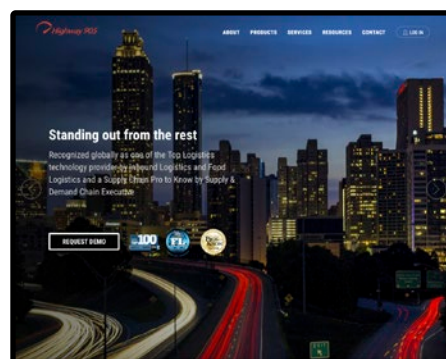 Highway 905
ABOUT PRODUCTS SERVICES RESOURCES CONTACT LOG IN
Standing out from the rest
Recognized globally as one of the Top Logistics
technology provider by Inbound Logistics and Food
Logistics and a Supply Chain Pro to Know by Supply &
Demand Chain Executive
REQUEST DEMO
100
FL